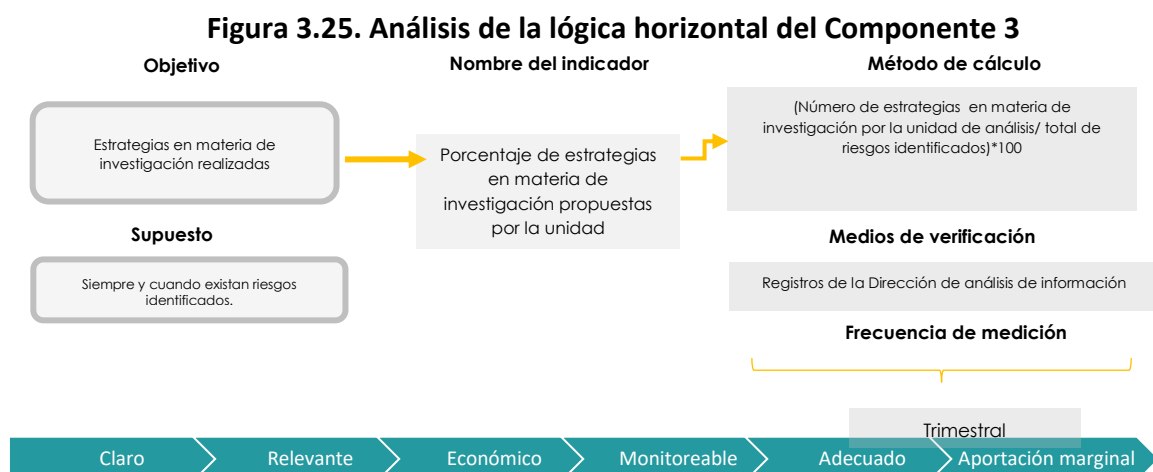 Figura 3.25. Análisis de la lógica horizontal del Componente 3
Objetivo
Estrategias en materia de
investigación realizadas
Supuesto
Siempre y cuando existan riesgos
identificados.
Nombre del indicador
Porcentaje de estrategias
en materia de
investigación propuestas
por la unidad
Método de cálculo
(Número de estrategias en materia de
investigación por la unidad de análisis/ total de
riesgos identificados)*100
Medios de verificación
Registros de la Dirección de análisis de información
Frecuencia de medición
Trimestral
Claro
Relevante
Económico
Monitoreable
Adecuado
Aportación marginal